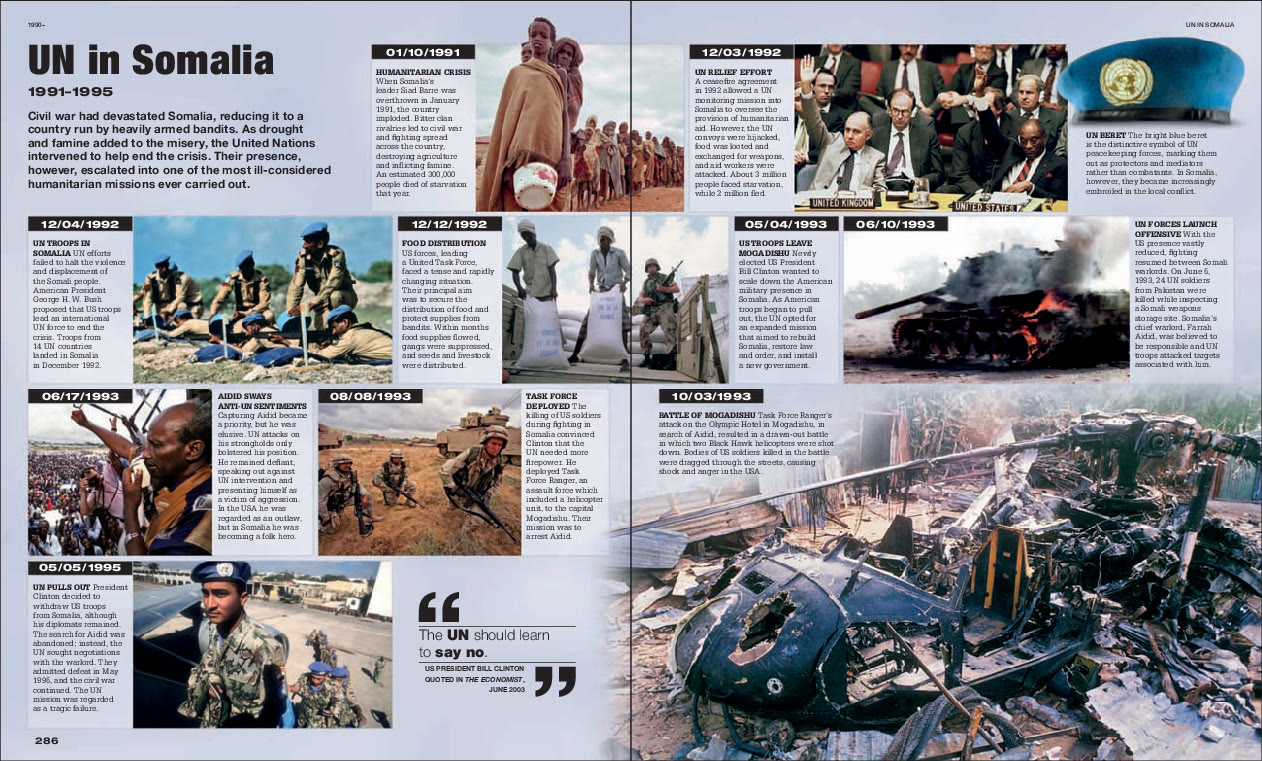 1990–
UN IN SOMALIA
UN in Somalia
1991–1995
Civil war had devastated Somalia, reducing it to a
country run by heavily armed bandits. As drought
and famine added to the misery, the United Nations
intervened to help end the crisis. Their presence,
however, escalated into one of the most ill-considered
humanitarian missions ever carried out.
01/10/1991
HUMANITARIAN CRISIS
When Somalia's
leader Siad Barre was
overthrown in January
1991, the country
imploded. Bitter clan
rivalries led to civil war
and fighting spread
across the country,
destroying agriculture
and inflicting famine.
An estimated 300,000
people died of starvation
that year.
12/03/1992
UN RELIEF EFFORT
A ceasefire agreement
in 1992 allowed a UN
monitoring mission into
Somalia to oversee the
provision of humanitarian
aid. However, the UN
convoys were hijacked,
food was looted and
exchanged for weapons,
and aid workers were
attacked. About 3 million
people faced starvation,
while 2 million fled.
UNITED KINGDOM
UNITED STATES
UN BERET The bright blue beret
is the distinctive symbol of UN
peacekeeping forces, marking them
out as protectors and mediators
rather than combatants. In Somalia,
however, they became increasingly
embroiled in the local conflict.
12/04/1992
UN TROOPS IN
SOMALIA UN efforts
failed to halt the violence
and displacement of
the Somali people.
American President
George H. W. Bush
proposed that US troops
lead an international
UN force to end the
crisis. Troops from
14 UN countries
landed in Somalia
in December 1992.
12/12/1992
FOOD DISTRIBUTION
US forces, leading
a United Task Force,
faced a tense and rapidly
changing situation.
Their principal aim
was to secure the
distribution of food and
protect supplies from
bandits. Within months
food supplies flowed,
gangs were suppressed,
and seeds and livestock
were distributed.
05/04/1993
US TROOPS LEAVE
MOGADISHU Newly
elected US President
Bill Clinton wanted to
scale down the American
military presence in
Somalia. As American
troops began to pull
out, the UN opted for
an expanded mission
that aimed to rebuild
Somalia, restore law
and order, and install
a new government.
06/10/1993
UN FORCES LAUNCH
OFFENSIVE With the
US presence vastly
reduced, fighting
resumed between Somali
warlords. On June 5,
1993, 24 UN soldiers
from Pakistan were
killed while inspecting
a Somali weapons
storage site. Somalia's
chief warlord, Farrah
Aidid, was believed to
be responsible and UN
troops attacked targets
associated with him.
06/17/1993
AIDID SWAYS
ANTI-UN SENTIMENTS
Capturing Aidid became
a priority, but he was
elusive. UN attacks on
his strongholds only
bolstered his position.
He remained defiant,
speaking out against
UN intervention and
presenting himself as
a victim of aggression.
In the USA he was
regarded as an outlaw,
but in Somalia he was
becoming a folk hero.
08/08/1993
TASK FORCE
DEPLOYED The
killing of US soldiers
during fighting in
Somalia convinced
Clinton that the
UN needed more
firepower. He
deployed Task
Force Ranger, an
assault force which
included a helicopter
unit, to the capital
Mogadishu. Their
mission was to
arrest Aidid.
10/03/1993
BATTLE OF MOGADISHU Task Force Ranger's
attack on the Olympic Hotel in Mogadishu, in
search of Aidid, resulted in a drawn-out battle
in which two Black Hawk helicopters were shot
down. Bodies of US soldiers killed in the battle
were dragged through the streets, causing
shock and anger in the USA.
05/05/1995
UN PULLS OUT President
Clinton decided to
withdraw US troops
from Somalia, although
his diplomats remained.
The search for Aidid was
abandoned; instead, the
UN sought negotiations
with the warlord. They
admitted defeat in May
1995, and the civil war
continued. The UN
mission was regarded
as a tragic failure.
“
The UN should learn
to say no.
”
US PRESIDENT BILL CLINTON
QUOTED IN THE ECONOMIST,
JUNE 2003
286